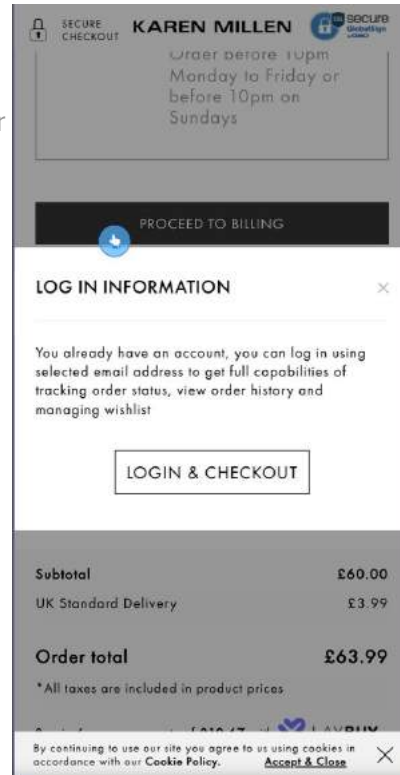 SECURE
CHECKOUT
KAREN MILLEN
secure
GlobalSign
Order before 10pm
Monday to Friday or
before 10pm on
Sundays
PROCEED TO BILLING
LOG IN INFORMATION
You already have an account, you can log in using
selected email address to get full capabilities of
tracking order status, view order history and
managing wishlist
LOGIN & CHECKOUT
Subtotal £60.00
UK Standard Delivery £3.99
Order total £63.99
*All taxes are included in product prices
LAYBUY
By continuing to use our site you agree to us using cookies in
accordance with our Cookie Policy. Accept & Close